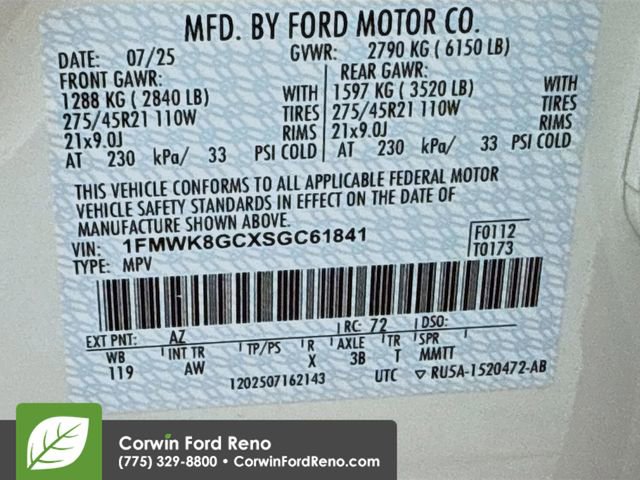 MFD. BY FORD MOTOR CO.
DATE: 07/25 GVWR: 2790 KG ( 6150 LB)
FRONT GAWR: REAR GAWR:
1288 KG ( 2840 LB) WITH 1597 KG ( 3520 LB) WITH
275/45R21 110W TIRES 275/45R21 110W TIRES
21x9.0J RIMS 21x9.0J RIMS
AT 230 kPa/ 33 PSI COLD AT 230 kPa/ 33 PSI COLD
THIS VEHICLE CONFORMS TO ALL APPLICABLE FEDERAL MOTOR
VEHICLE SAFETY STANDARDS IN EFFECT ON THE DATE OF
MANUFACTURE SHOWN ABOVE.
VIN: 1FMWK8GCXSGC61841 F0112
TYPE: MPV T0173
EXT PNT: AZ RC: 72 DSO:
WB INT TR TP/PS R AXLE TR SPR
119 AW X 3B T MMTT
1202507162143 UTC ▽ RU5A-1520472-AB
Corwin Ford Reno
(775) 329-8800 • CorwinFordReno.com